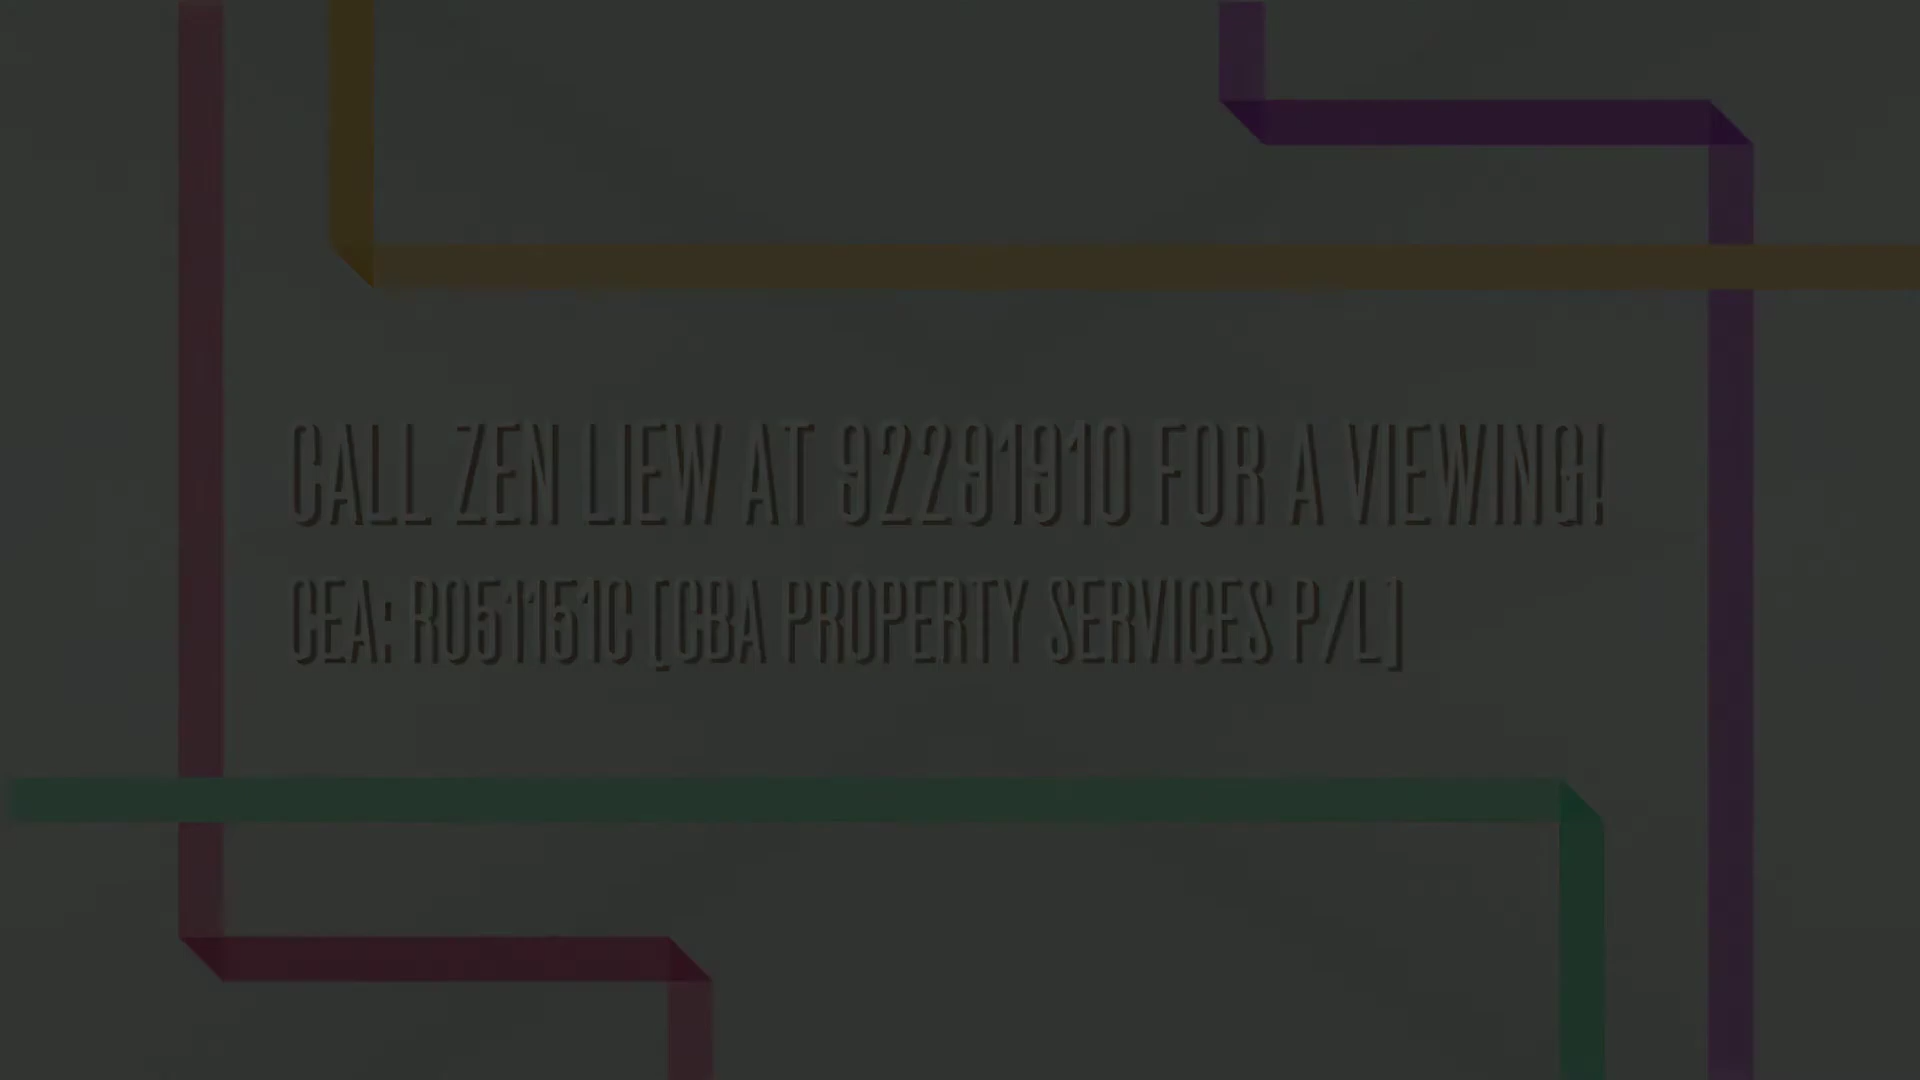 CALL ZEN LIEW AT 92291910 FOR A VIEWING!
CEA: R051151C [CBA PROPERTY SERVICES P/L]